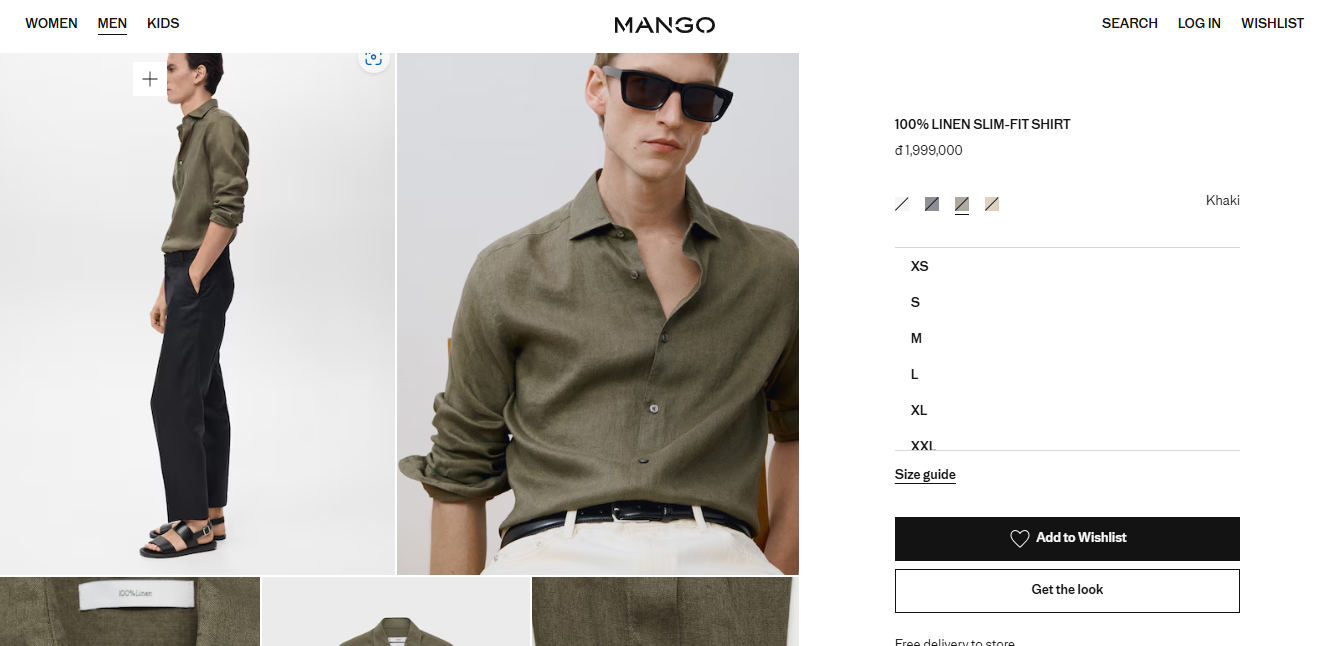 WOMEN MEN KIDS
MANGO
SEARCH LOG IN WISHLIST
100% LINEN SLIM-FIT SHIRT
đ 1,999,000
Khaki
XS
S
M
L
XL
XXL
Size guide
Add to Wishlist
Get the look
Free delivery to store
100%Linen